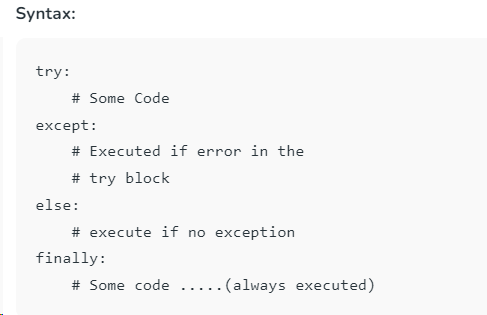 Syntax:
try:
# Some Code
except:
# Executed if error in the
# try block
else:
# execute if no exception
finally:
# Some code .....(always executed)